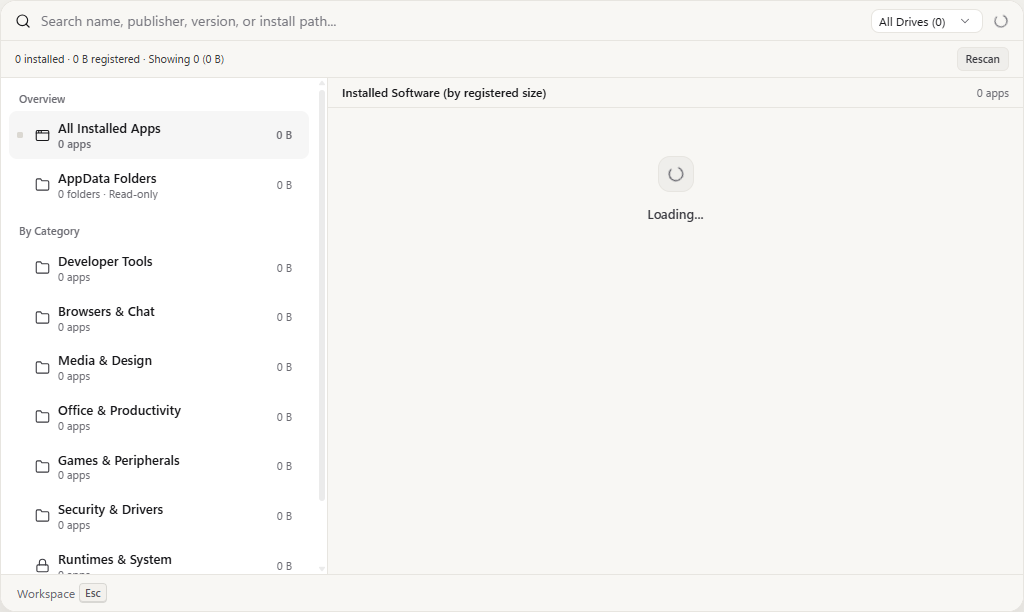 Search name, publisher, version, or install path...
All Drives (0)
0 installed · 0 B registered · Showing 0 (0 B)
Rescan
Overview
All Installed Apps
0 apps
0 B
AppData Folders
0 folders · Read-only
0 B
By Category
Developer Tools
0 apps
0 B
Browsers & Chat
0 apps
0 B
Media & Design
0 apps
0 B
Office & Productivity
0 apps
0 B
Games & Peripherals
0 apps
0 B
Security & Drivers
0 apps
0 B
Runtimes & System
0 apps
0 B
Installed Software (by registered size)
0 apps
Loading...
Workspace
Esc